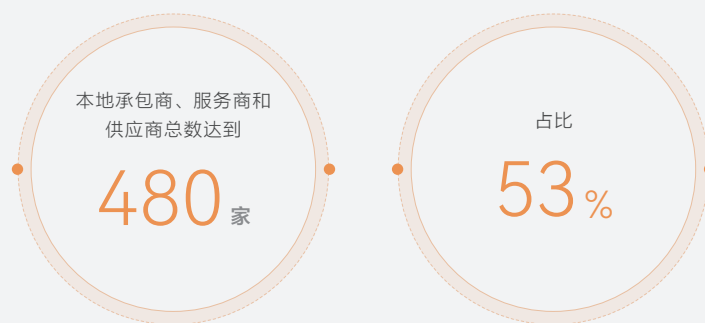 本地承包商、服务商和
供应商总数达到
480 家
占比
53 %